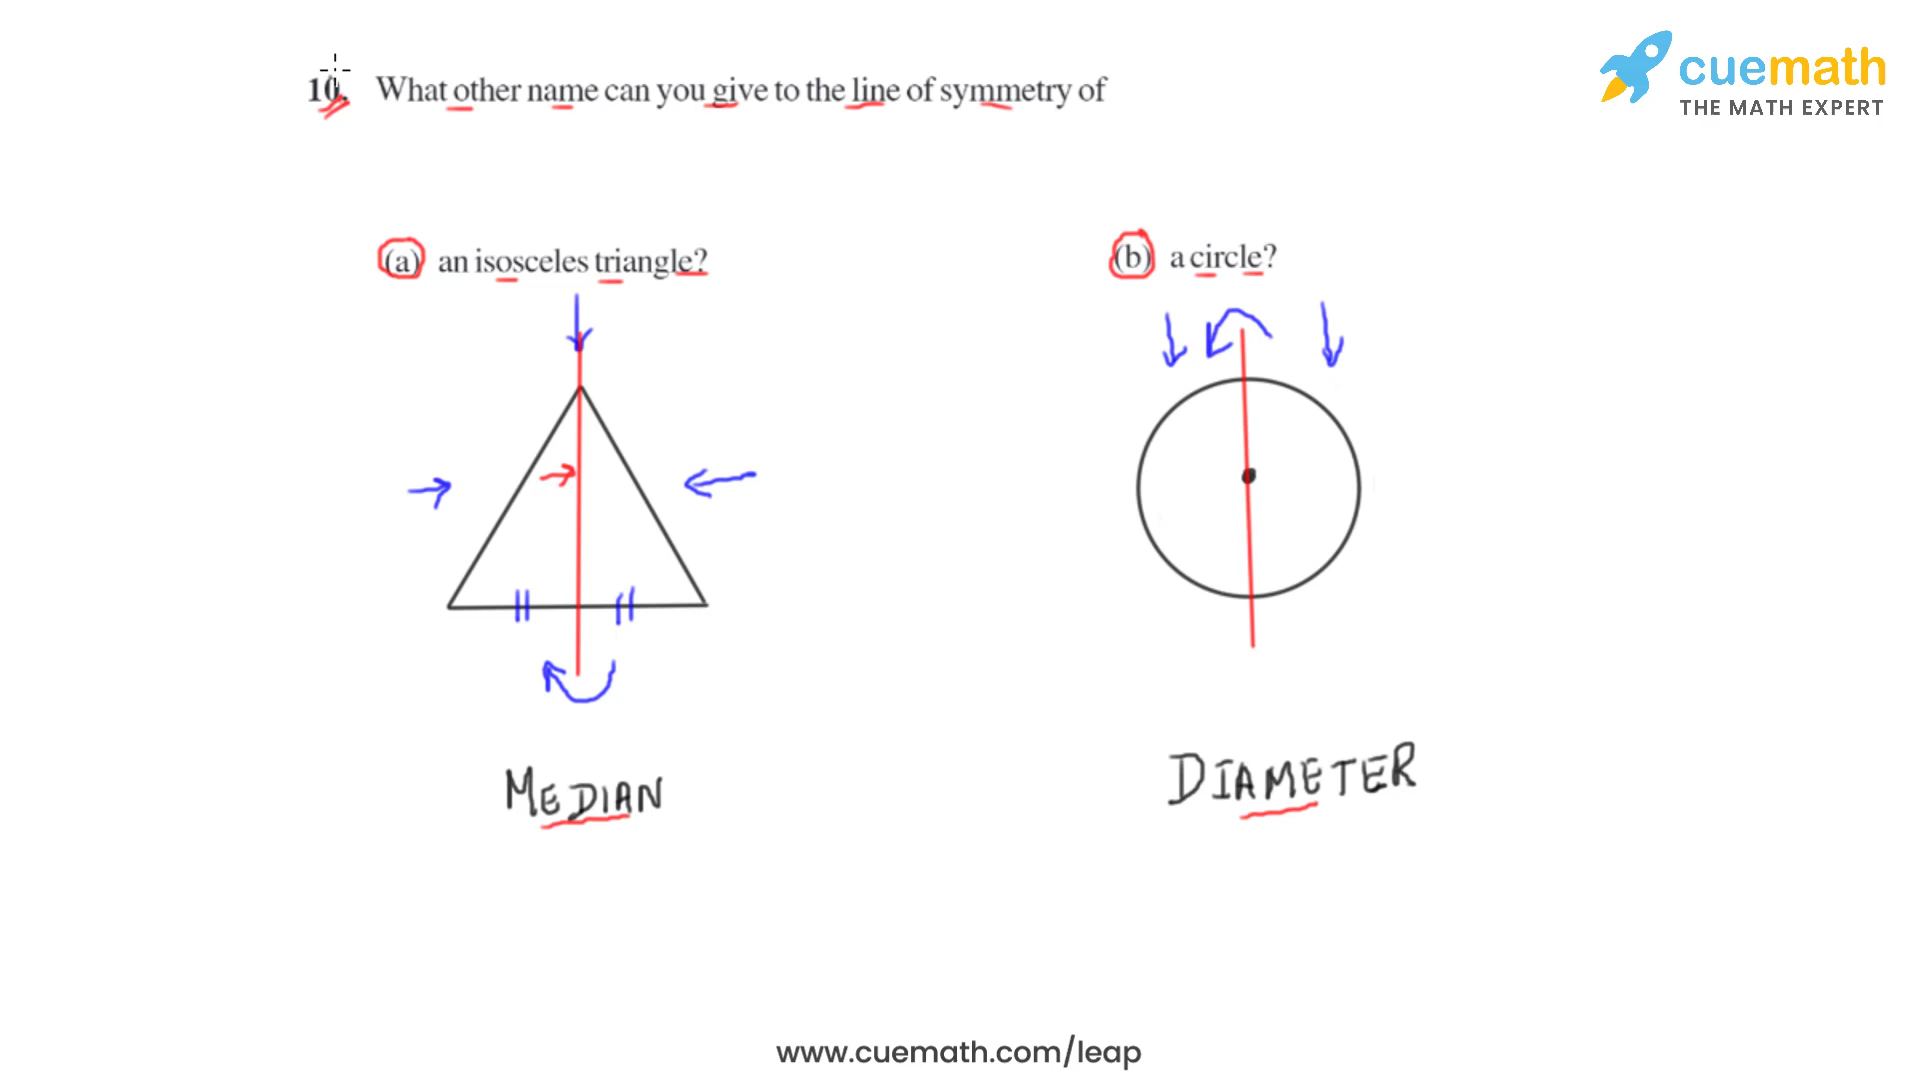 10. What other name can you give to the line of symmetry of
cuemath
THE MATH EXPERT
(a) an isosceles triangle?
(b) a circle?
MEDIAN
DIAMETER
www.cuemath.com/leap